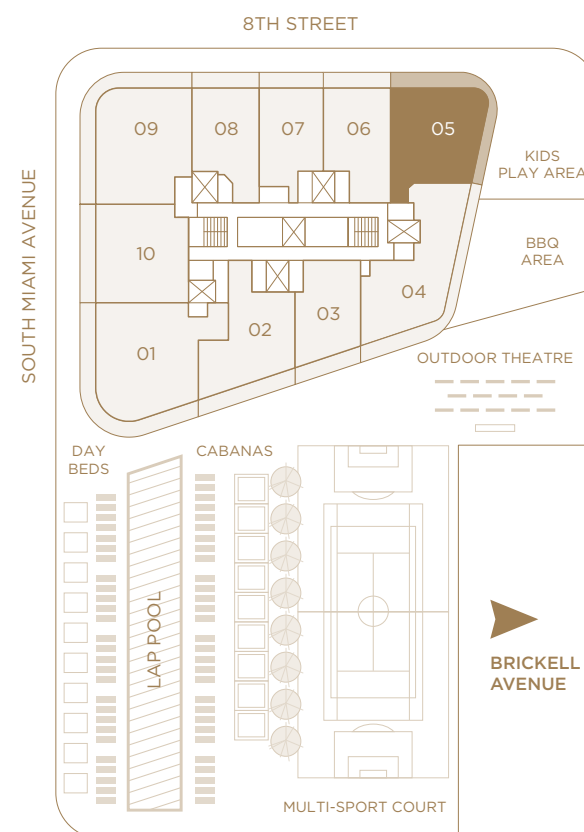 8TH STREET
SOUTH MIAMI AVENUE
09
08
07
06
05
10
01
02
03
04
KIDS
PLAY AREA
BBQ
AREA
OUTDOOR THEATRE
DAY
BEDS
CABANAS
LAP POOL
BRICKELL
AVENUE
MULTI-SPORT COURT